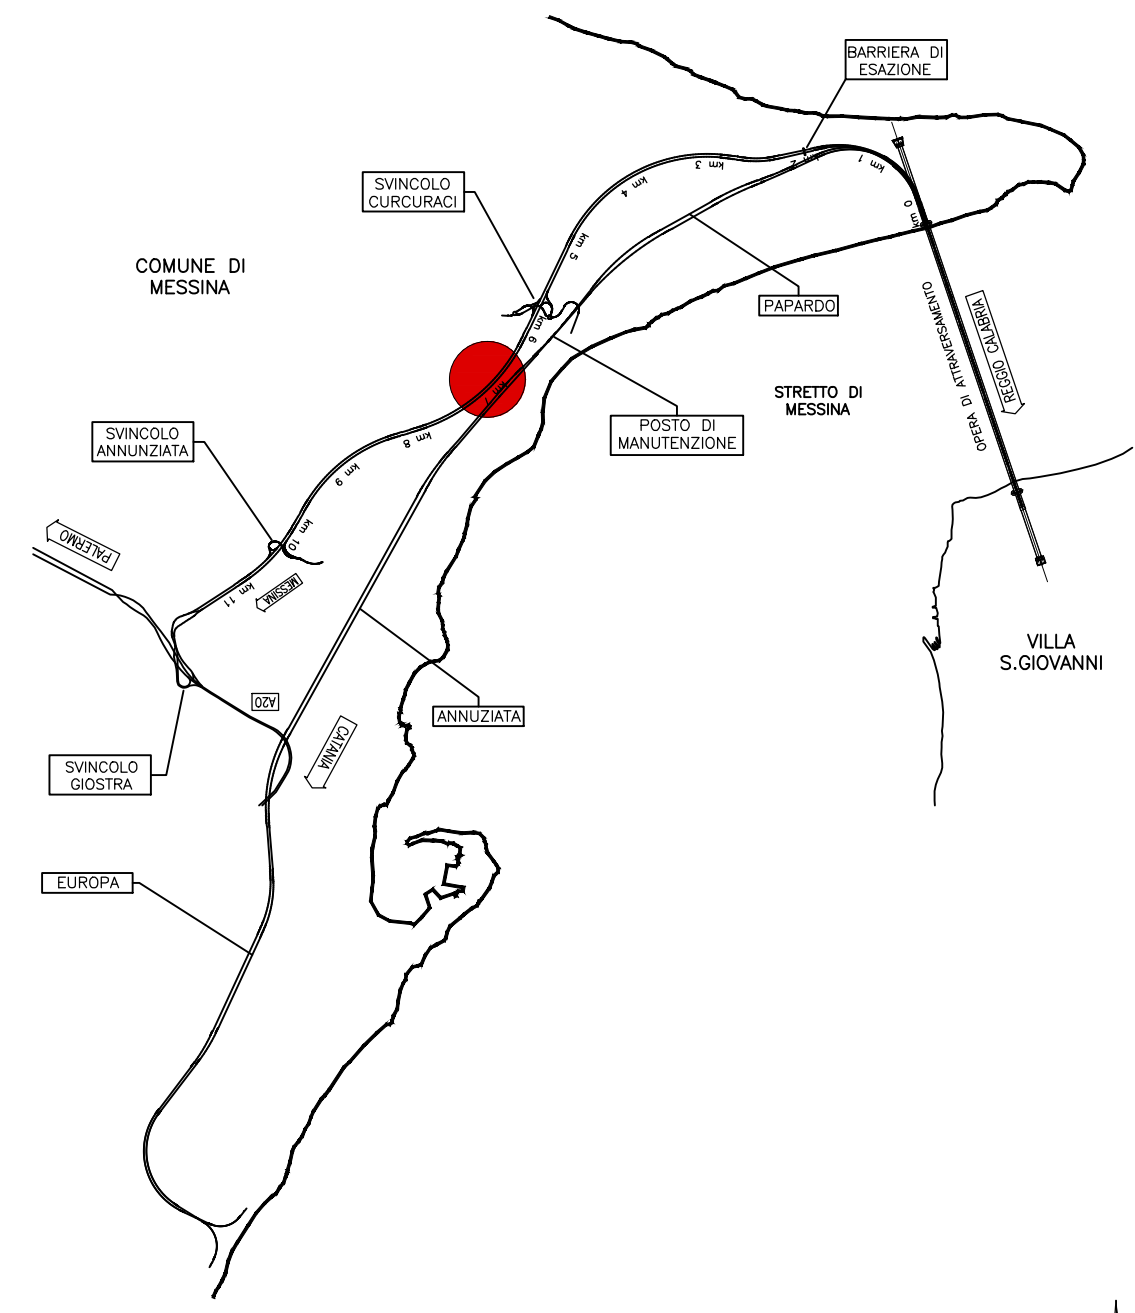 BARRIERA DI
ESAZIONE
km 0
km 1
km 2
km 3
km 4
km 5
km 6
km 7
km 8
km 9
km 10
km 11
SVINCOLO
CURCURACI
COMUNE DI
MESSINA
PAPARDO
OPERA DI ATTRAVERSAMENTO
REGGIO CALABRIA
STRETTO DI
MESSINA
POSTO DI
MANUTENZIONE
SVINCOLO
ANNUNZIATA
PALERMO
MESSINA
VILLA
S.GIOVANNI
A20
ANNUZIATA
CATANIA
SVINCOLO
GIOSTRA
EUROPA